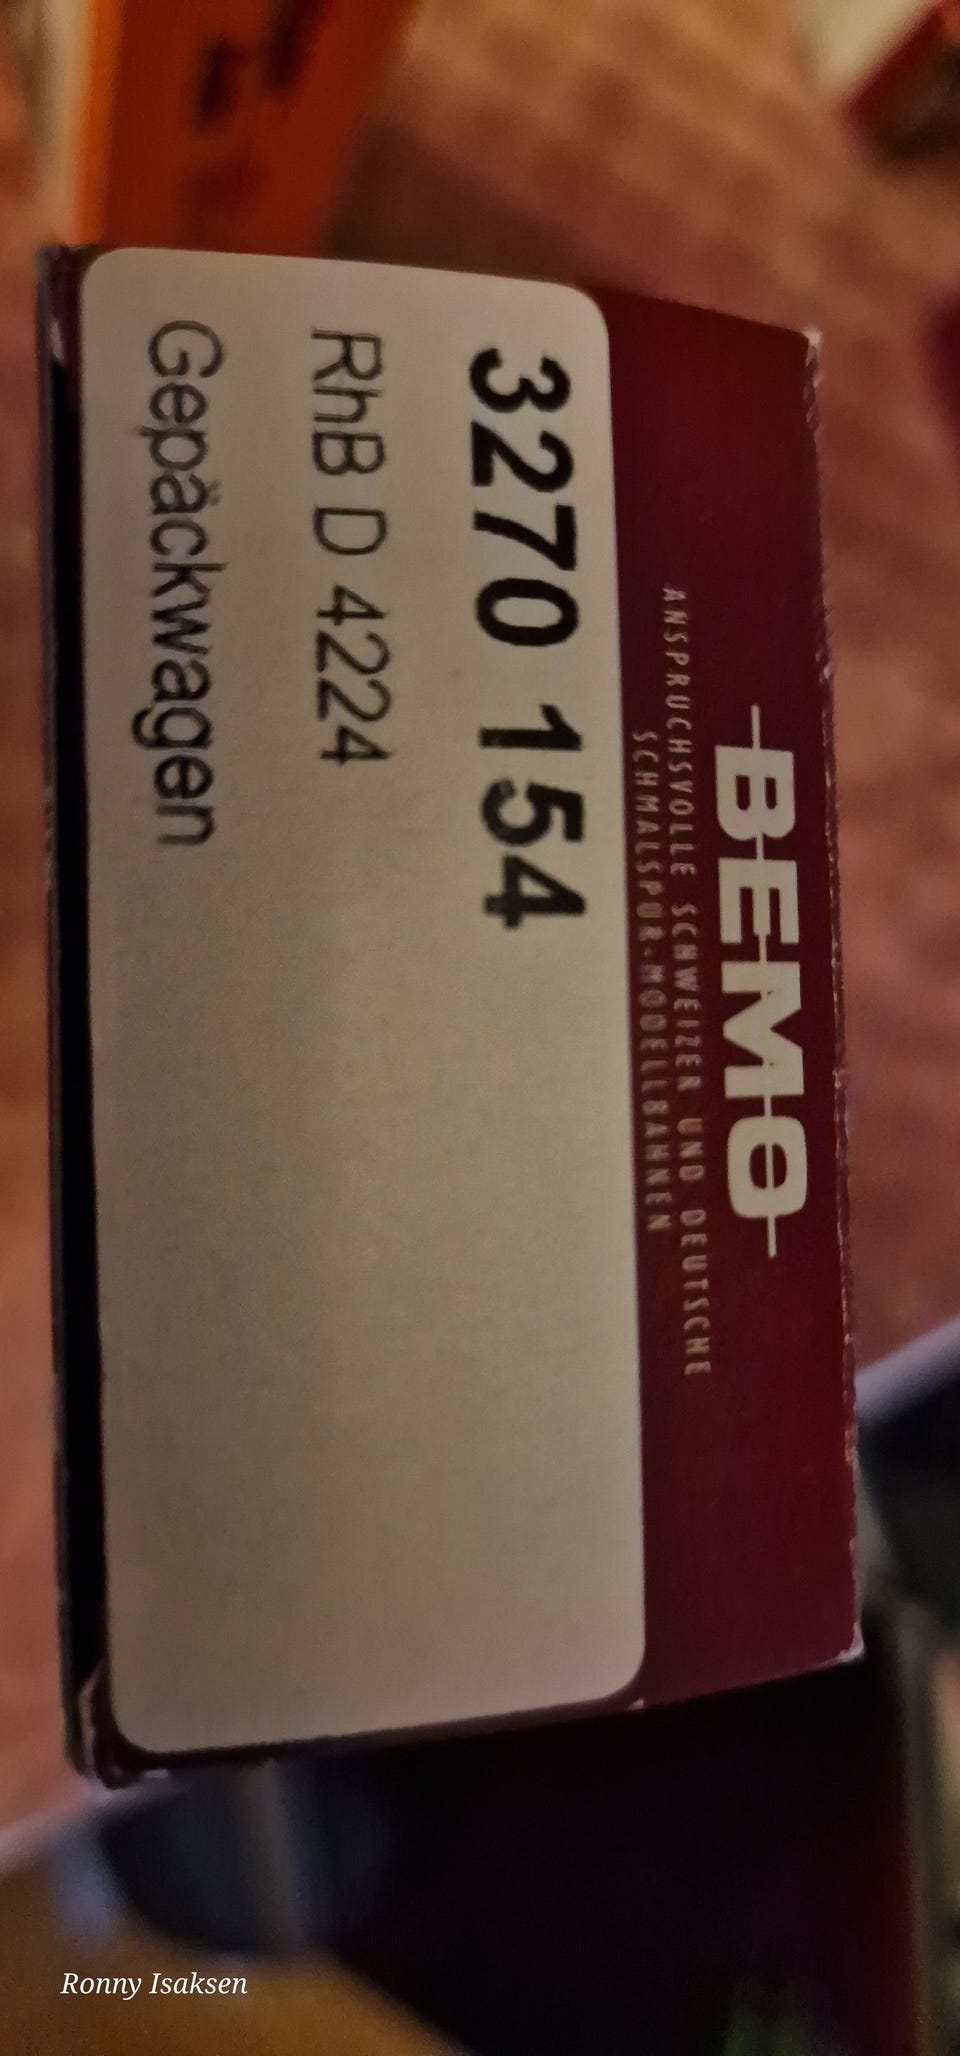 BEMO
ANSPRUCHSVOLLE SCHWEIZER UND DEUTSCHE
SCHMALSPUR-MODELLBAHNEN
3270 154
RhB D 4224
Gepäckwagen
Ronny Isaksen